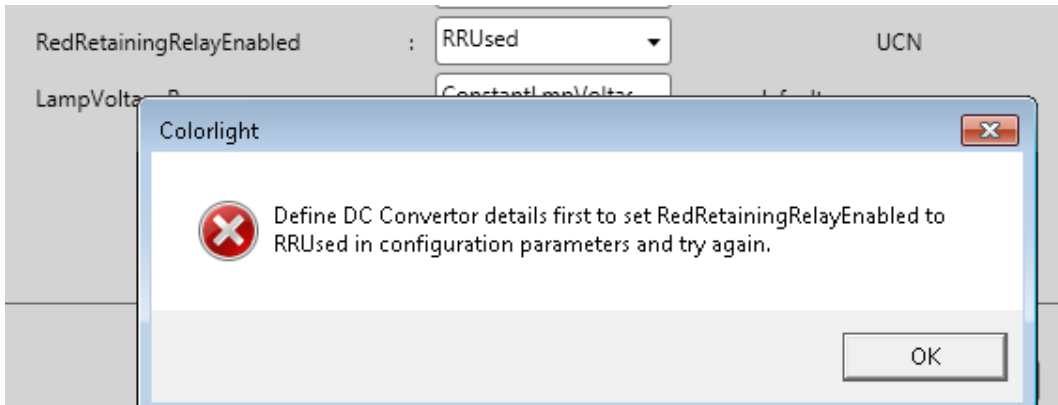 RedRetainingRelayEnabled : RRUsed UCN
Colorlight
Define DC Convertor details first to set RedRetainingRelayEnabled to
RRUsed in configuration parameters and try again.
OK